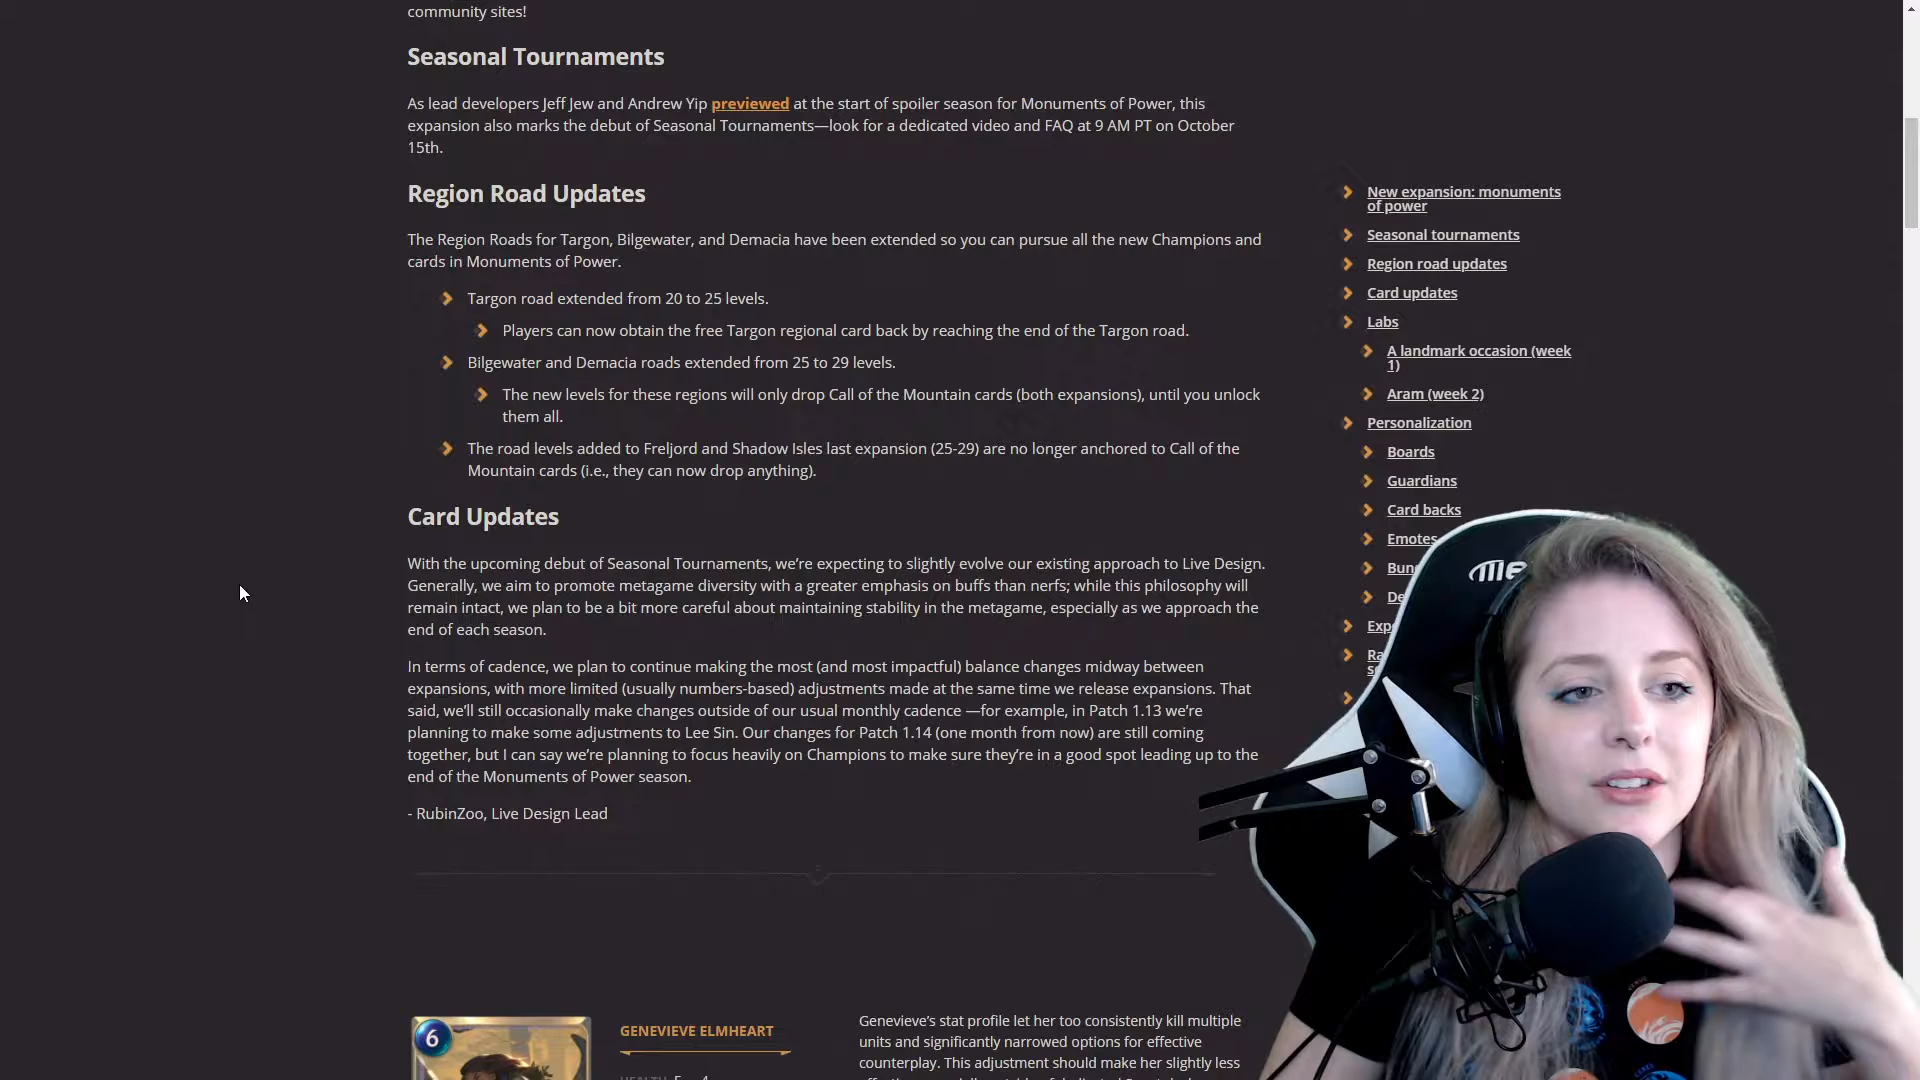 community sites!
Seasonal Tournaments
As lead developers Jeff Jew and Andrew Yip previewed at the start of spoiler season for Monuments of Power, this
expansion also marks the debut of Seasonal Tournaments—look for a dedicated video and FAQ at 9 AM PT on October
15th.
Region Road Updates
The Region Roads for Targon, Bilgewater, and Demacia have been extended so you can pursue all the new Champions and
cards in Monuments of Power.
Targon road extended from 20 to 25 levels.
Players can now obtain the free Targon regional card back by reaching the end of the Targon road.
Bilgewater and Demacia roads extended from 25 to 29 levels.
The new levels for these regions will only drop Call of the Mountain cards (both expansions), until you unlock
them all.
The road levels added to Freljord and Shadow Isles last expansion (25-29) are no longer anchored to Call of the
Mountain cards (i.e., they can now drop anything).
Card Updates
With the upcoming debut of Seasonal Tournaments, we're expecting to slightly evolve our existing approach to Live Design.
Generally, we aim to promote metagame diversity with a greater emphasis on buffs than nerfs; while this philosophy will
remain intact, we plan to be a bit more careful about maintaining stability in the metagame, especially as we approach the
end of each season.
In terms of cadence, we plan to continue making the most (and most impactful) balance changes midway between
expansions, with more limited (usually numbers-based) adjustments made at the same time we release expansions. That
said, we'll still occasionally make changes outside of our usual monthly cadence —for example, in Patch 1.13 we're
planning to make some adjustments to Lee Sin. Our changes for Patch 1.14 (one month from now) are still coming
together, but I can say we're planning to focus heavily on Champions to make sure they're in a good spot leading up to the
end of the Monuments of Power season.
- RubinZoo, Live Design Lead
6
GENEVIEVE ELMHEART
Genevieve's stat profile let her too consistently kill multiple
units and significantly narrowed options for effective
counterplay. This adjustment should make her slightly less
New expansion: monuments
of power
Seasonal tournaments
Region road updates
Card updates
Labs
A landmark occasion (week
1)
Aram (week 2)
Personalization
Boards
Guardians
Card backs
Emotes